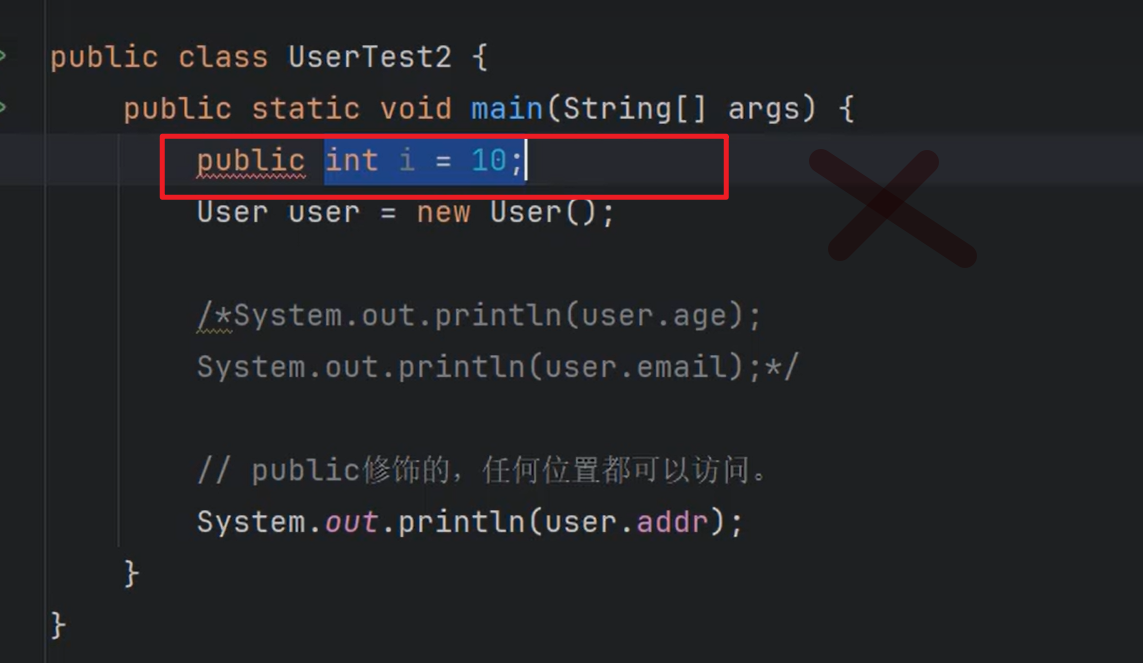 public class UserTest2 {
public static void main(String[] args) {
public int i = 10;
User user = new User();
/*System.out.println(user.age);
System.out.println(user.email);*/
// public修饰的，任何位置都可以访问。
System.out.println(user.addr);
}
}